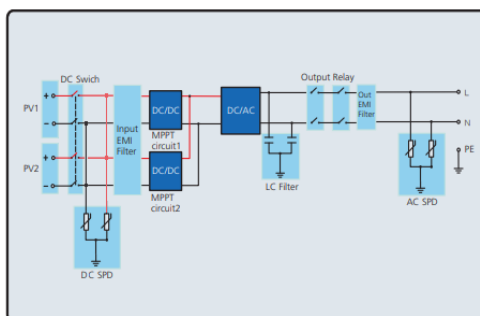 DC Swich
PV1
+
−
PV2
+
−
Input
EMI
Filter
DC/DC
MPPT
circuit1
DC/DC
MPPT
circuit2
DC/AC
Output Relay
Out
EMI
Filter
LC Filter
L
N
PE
DC SPD
AC SPD